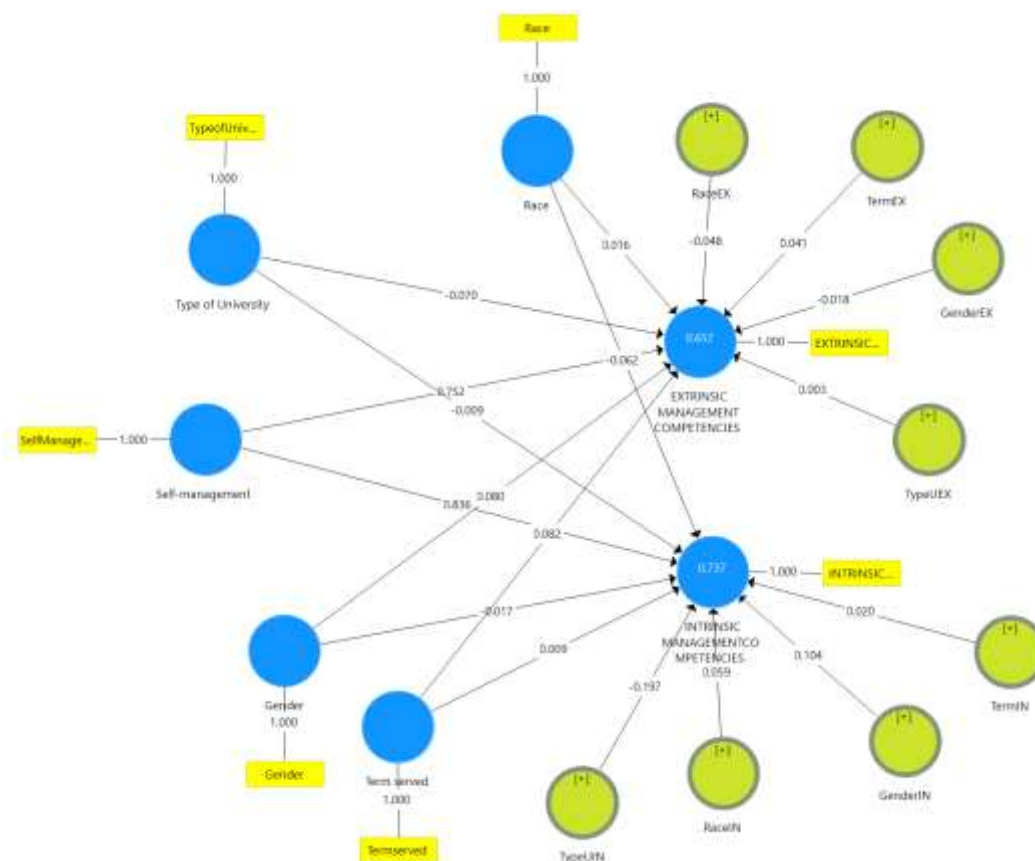 Race
1.000
[+]
[+]
TypeofUniv...
RaceEX
TermEX
1.000
Race
[+]
0.016
-0.048
0.041
Type of University
-0.070
-0.018
GenderEX
1.000
EXTRINSIC...
-0.062
EXTRINSIC
MANAGEMENT
COMPETENCIES
0.003
[+]
0.752
-0.009
SelfManage...
1.000
Self-management
TypeUEX
0.836
0.080
0.082
0.737
1.000
INTRINSIC...
-0.017
0.020
[+]
INTRINSIC
MANAGEMENTCO
MPETENCIES
0.009
0.059
0.104
-0.197
TermIN
Gender
1.000
[+]
Gender
Term served
1.000
[+]
[+]
GenderIN
RaceIN
Termserved
TypeUIN